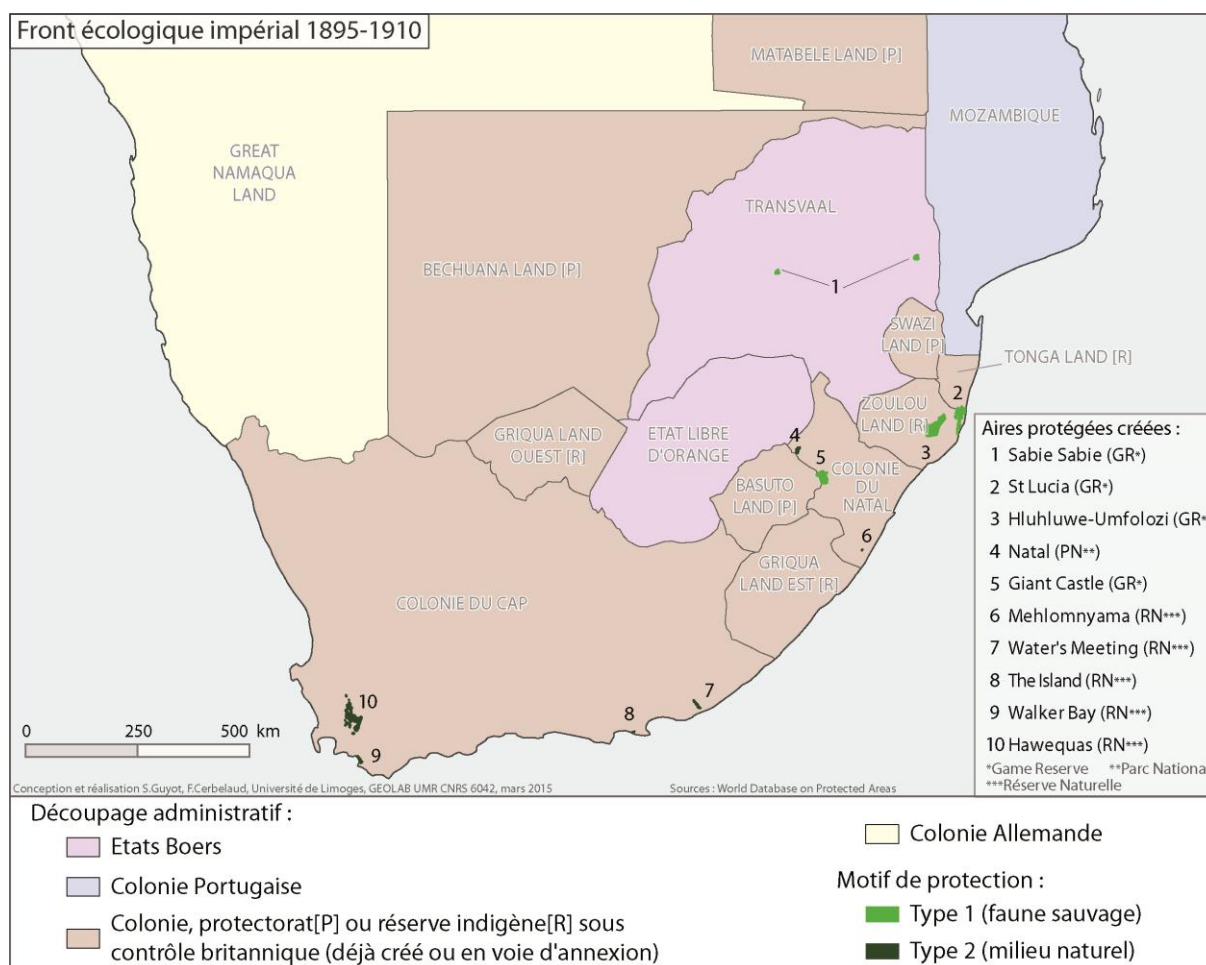 Front écologique impérial 1895-1910
MATABELE LAND [P]
MOZAMBIQUE
GREAT
NAMAQUA
LAND
TRANSVAAL
BECHUANA LAND [P]
1
SWAZI
LAND [P]
TONGA LAND [R]
2
ZOULOU
LAND [R]
3
GRIQUA LAND
OUEST [R]
ETAT LIBRE
D'ORANGE
4
5
BASUTO
LAND [P]
COLONIE
DU
NATAL
6
GRIQUA
LAND EST [R]
COLONIE DU CAP
7
8
9
10
0 250 500 km
Aires protégées créées :
1 Sabie Sabie (GR*)
2 St Lucia (GR*)
3 Hluhluwe-Umfolozi (GR*
4 Natal (PN**)
5 Giant Castle (GR*)
6 Mehlomnyama (RN***)
7 Water's Meeting (RN***)
8 The Island (RN***)
9 Walker Bay (RN***)
10 Hawequas (RN***)
*Game Reserve **Parc National
***Réserve Naturelle
Conception et réalisation S.Guyot, F.Cerbelaud, Université de Limoges, GEOLAB UMR CNRS 6042, mars 2015
Sources : World Database on Protected Areas
Découpage administratif :
Etats Boers
Colonie Portugaise
Colonie, protectorat[P] ou réserve indigène[R] sous
contrôle britannique (déjà créé ou en voie d'annexion)
Colonie Allemande
Motif de protection :
Type 1 (faune sauvage)
Type 2 (milieu naturel)